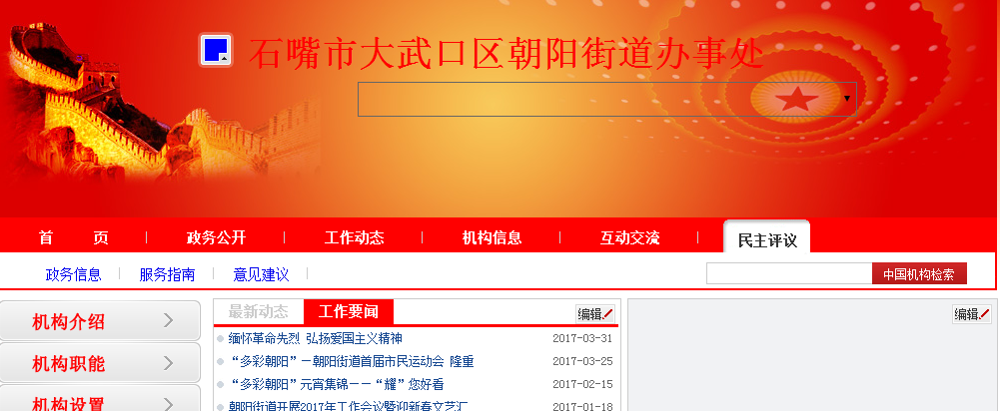 石嘴市大武口区朝阳街道办事处
首 页 政务公开 工作动态 机构信息 互动交流 民主评议
政务信息 服务指南 意见建议 中国机构检索
机构介绍
机构职能
机构设置
最新动态 工作要闻 编辑
缅怀革命先烈 弘扬爱国主义精神 2017-03-31
“多彩朝阳”－朝阳街道首届市民运动会 隆重 2017-03-25
“多彩朝阳”元宵集锦－－“耀”您好看 2017-02-15
朝阳街道开展2017年工作会议暨迎新春文艺汇 2017-01-18
编辑